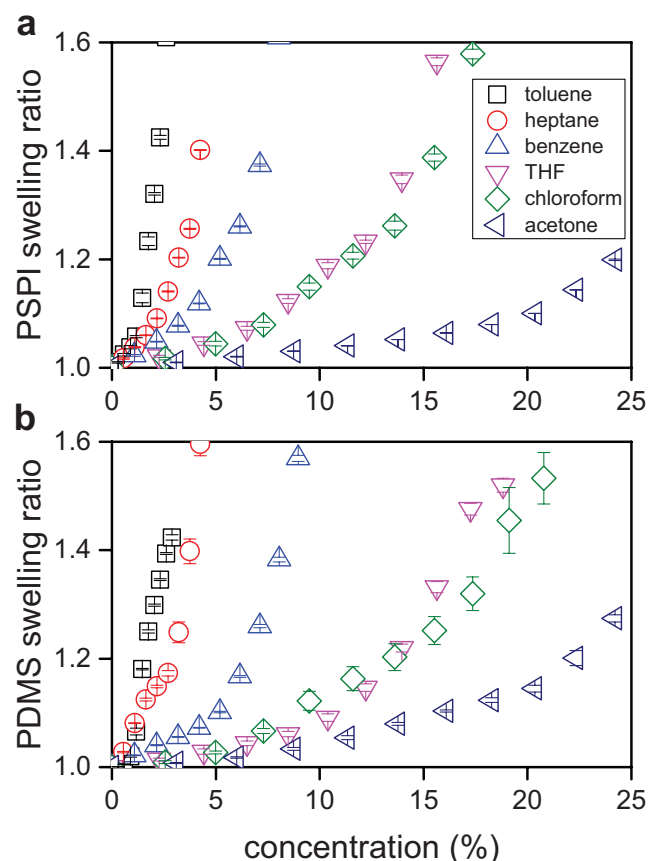 a
1.6
1.4
1.2
1.0
PSPI swelling ratio
toluene
heptane
benzene
THF
chloroform
acetone
0
5
10
15
20
25
b
1.6
1.4
1.2
1.0
PDMS swelling ratio
0
5
10
15
20
25
concentration (%)